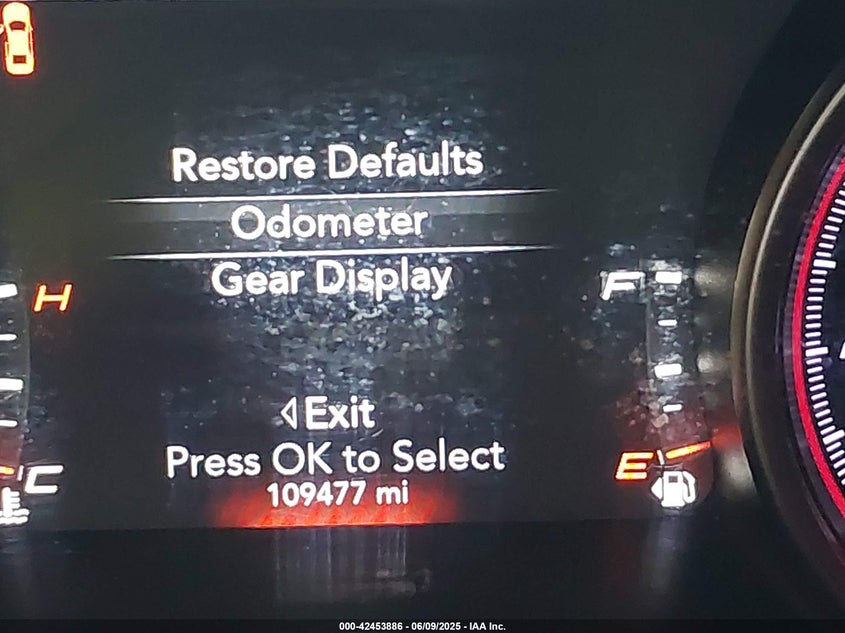 Restore Defaults
Odometer
Gear Display
H
F
Exit
Press OK to Select
C
E
109477 mi
000-42453886 - 06/09/2025 - IAA Inc.